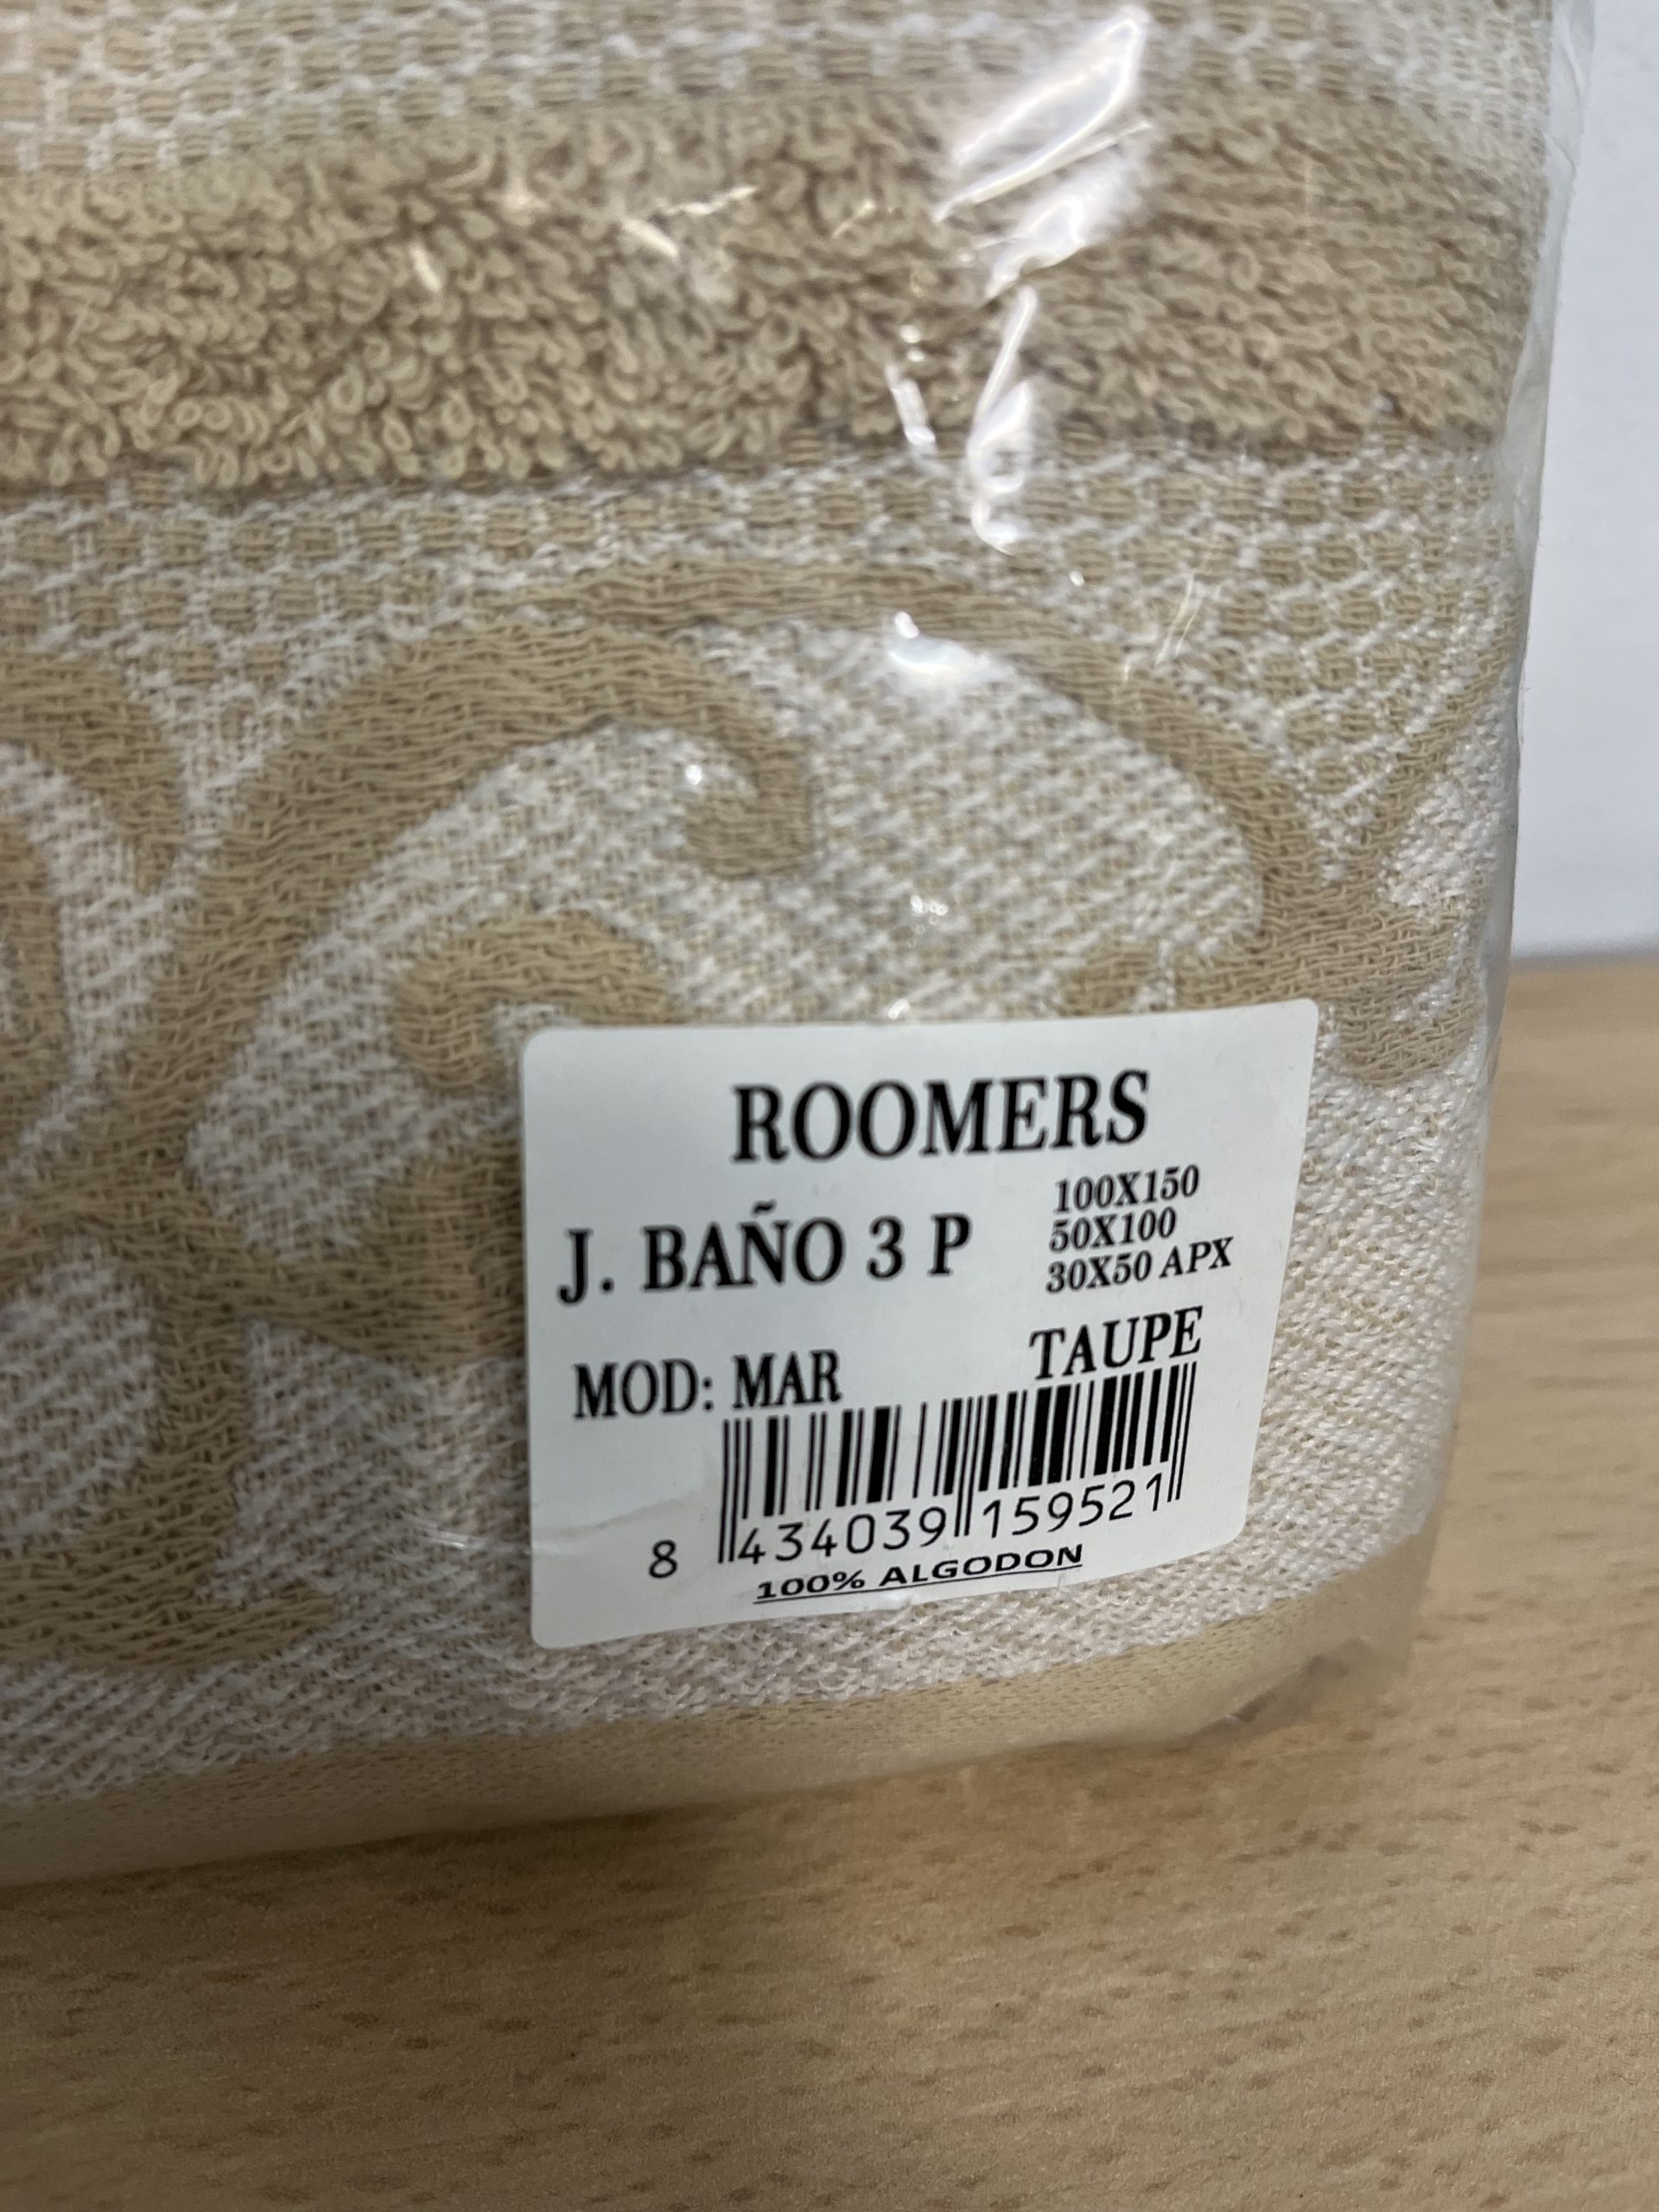 ROOMERS
J. BAÑO 3 P
100X150
50X100
30X50 APX
MOD: MAR
TAUPE
8 434039 159521
100% ALGODON